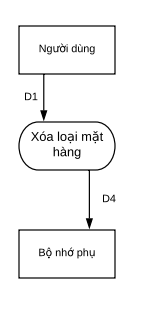 Người dùng
D1
Xóa loại mặt
hàng
D4
Bộ nhớ phụ